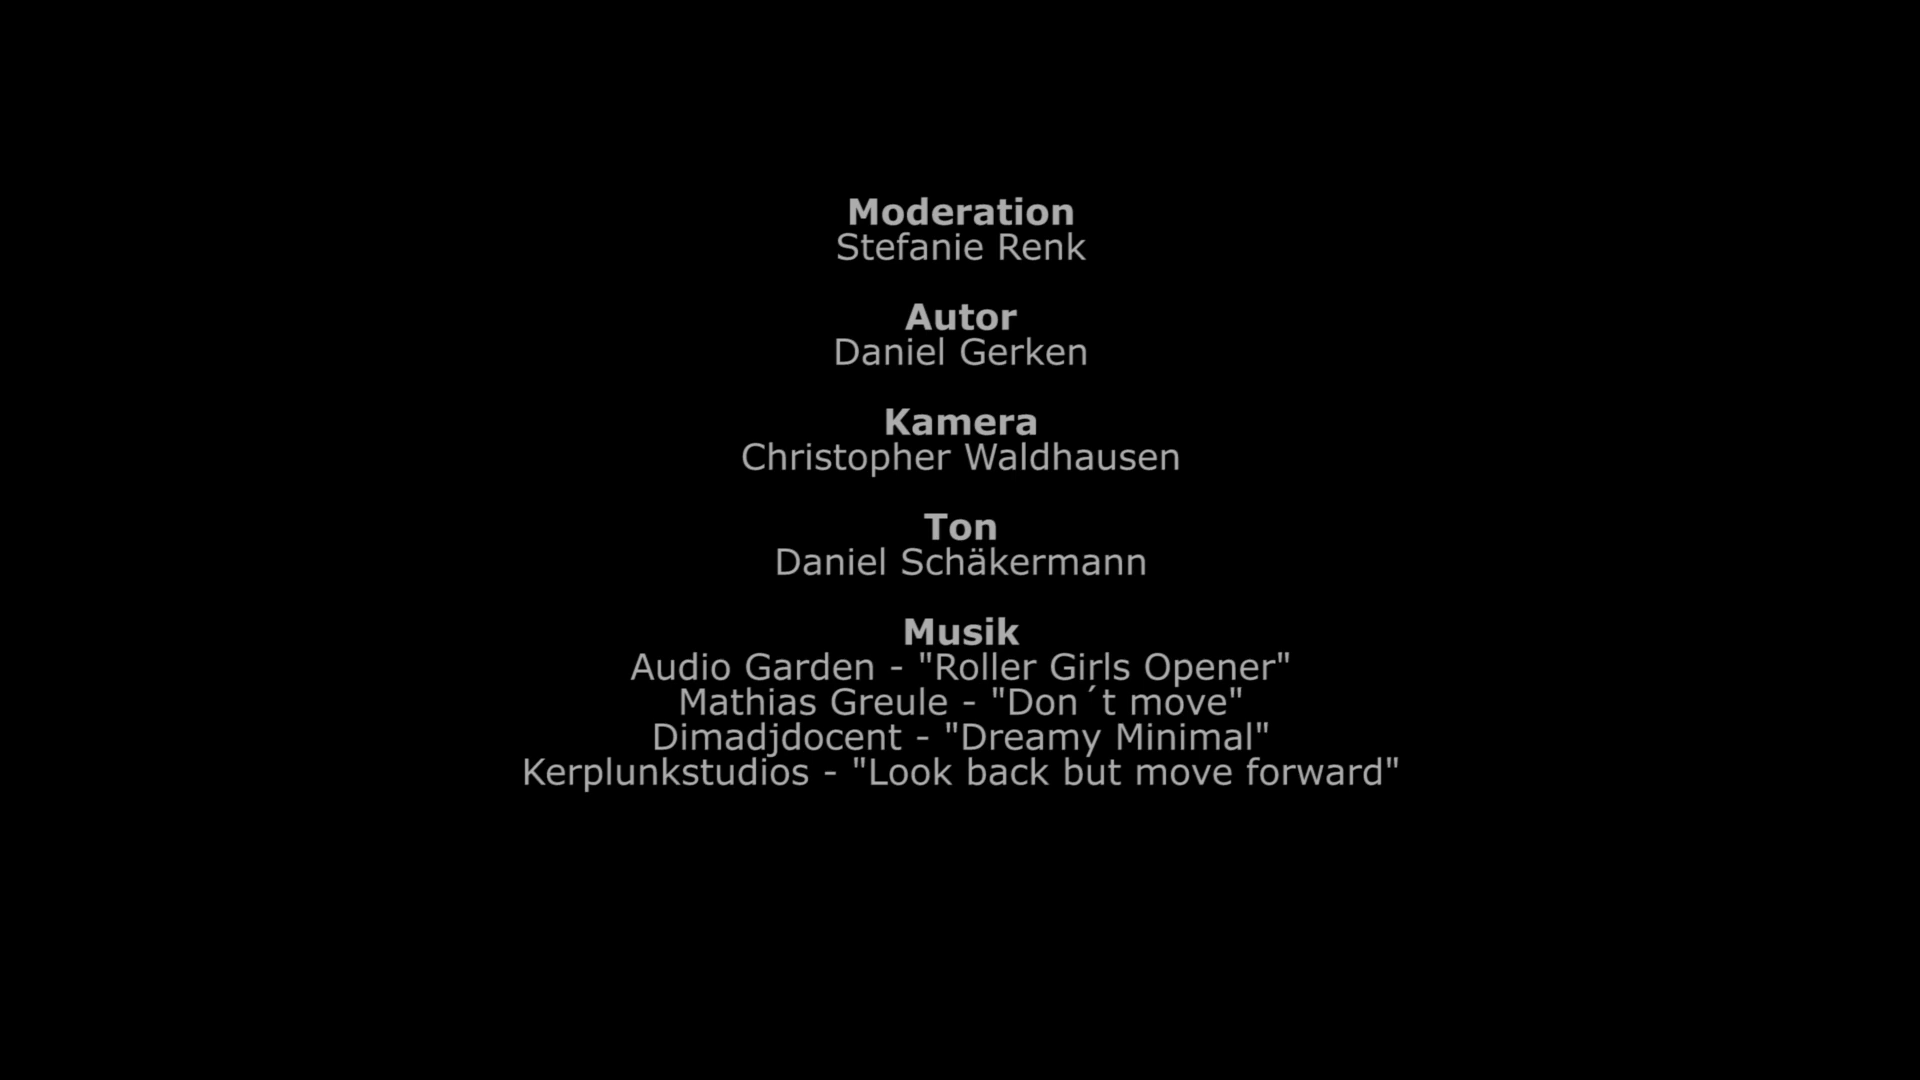 Moderation
Stefanie Renk
Autor
Daniel Gerken
Kamera
Christopher Waldhausen
Ton
Daniel Schäkermann
Musik
Audio Garden - "Roller Girls Opener"
Mathias Greule - "Don´t move"
Dimadjdocent - "Dreamy Minimal"
Kerplunkstudios - "Look back but move forward"